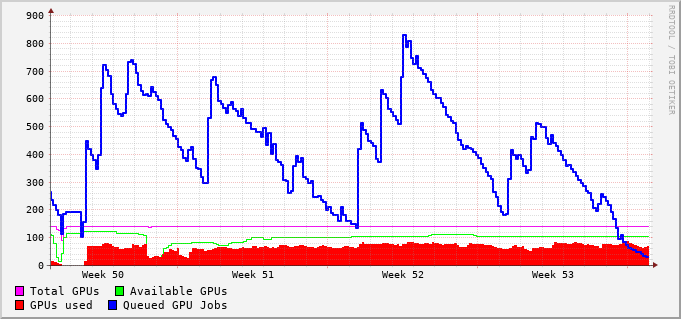 900
800
700
600
500
400
300
200
100
0
Week 50 Week 51 Week 52 Week 53
Total GPUs Available GPUs
GPUs used Queued GPU Jobs
RRDTOOL / TOBI OETIKER